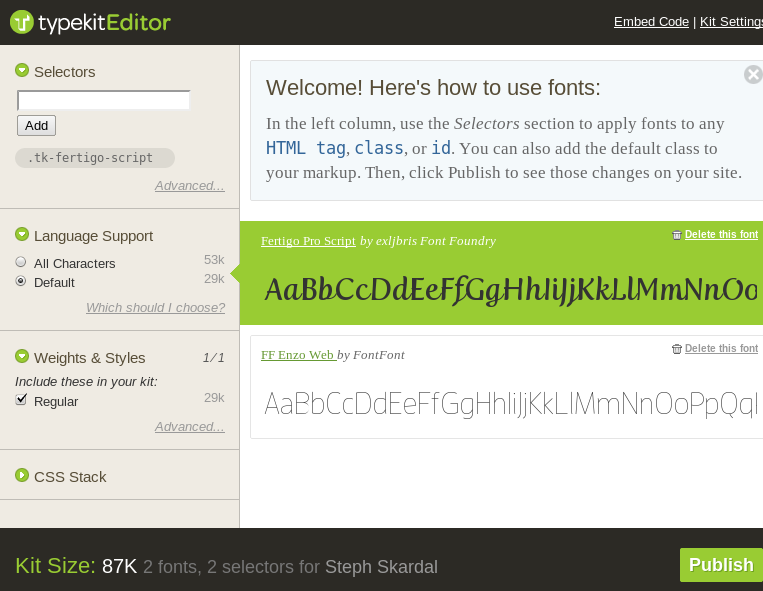 typekitEditor
Embed Code | Kit Settings
Selectors
Add
.tk-fertigo-script
Advanced...
Language Support
All Characters 53k
Default 29k
Which should I choose?
Weights & Styles 1/1
Include these in your kit:
Regular 29k
Advanced...
CSS Stack
Welcome! Here's how to use fonts:
In the left column, use the Selectors section to apply fonts to any
HTML tag, class, or id. You can also add the default class to
your markup. Then, click Publish to see those changes on your site.
Fertigo Pro Script by exljbris Font Foundry
Delete this font
AaBbCcDdEeFfGgHhIiJjKkLlMmNnOo
FF Enzo Web by FontFont
Delete this font
AaBbCcDdEeFfGgHhIiJjKkLlMmNnOoPpQql
Kit Size: 87K 2 fonts, 2 selectors for Steph Skardal
Publish